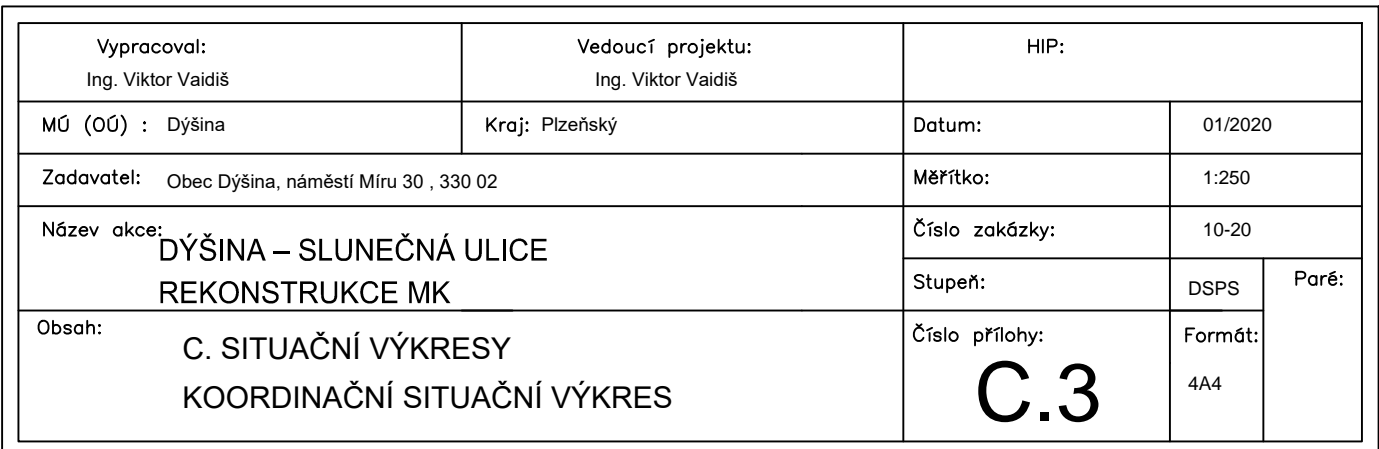 Vypracoval:
Ing. Viktor Vaidiš
Vedoucí projektu:
Ing. Viktor Vaidiš
HIP:
MÚ (OÚ) : Dýšina
Kraj: Plzeňský
Datum: 01/2020
Zadavatel: Obec Dýšina, náměstí Míru 30 , 330 02
Měřítko: 1:250
Název akce:
DÝŠINA – SLUNEČNÁ ULICE
REKONSTRUKCE MK
Číslo zakázky: 10-20
Stupeň: DSPS
Paré:
Obsah:
C. SITUAČNÍ VÝKRESY
KOORDINAČNÍ SITUAČNÍ VÝKRES
Číslo přílohy:
C.3
Formát:
4A4